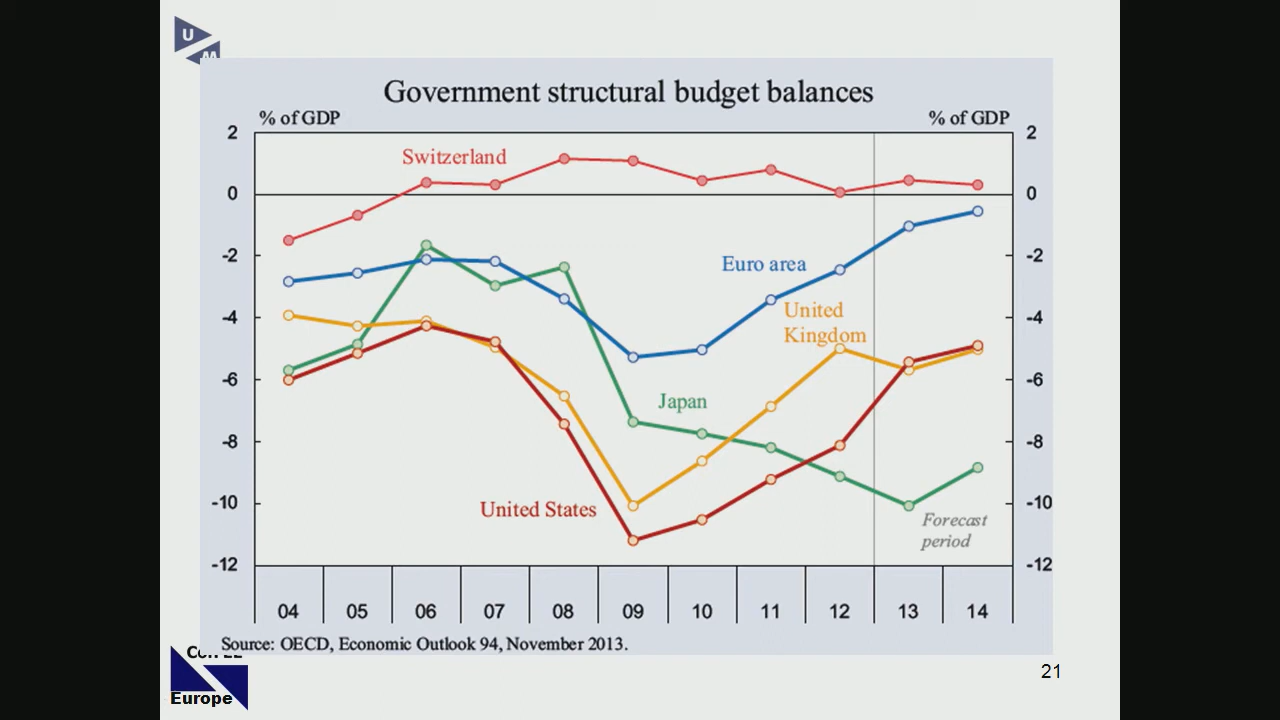 U
M
Government structural budget balances
% of GDP % of GDP
2 2
Switzerland
0 0
-2 -2
Euro area
-4 -4
United
Kingdom
-6 -6
Japan
-8 -8
United States
-10 -10
Forecast
period
-12 -12
04 05 06 07 08 09 10 11 12 13 14
Source: OECD, Economic Outlook 94, November 2013.
21
Europe